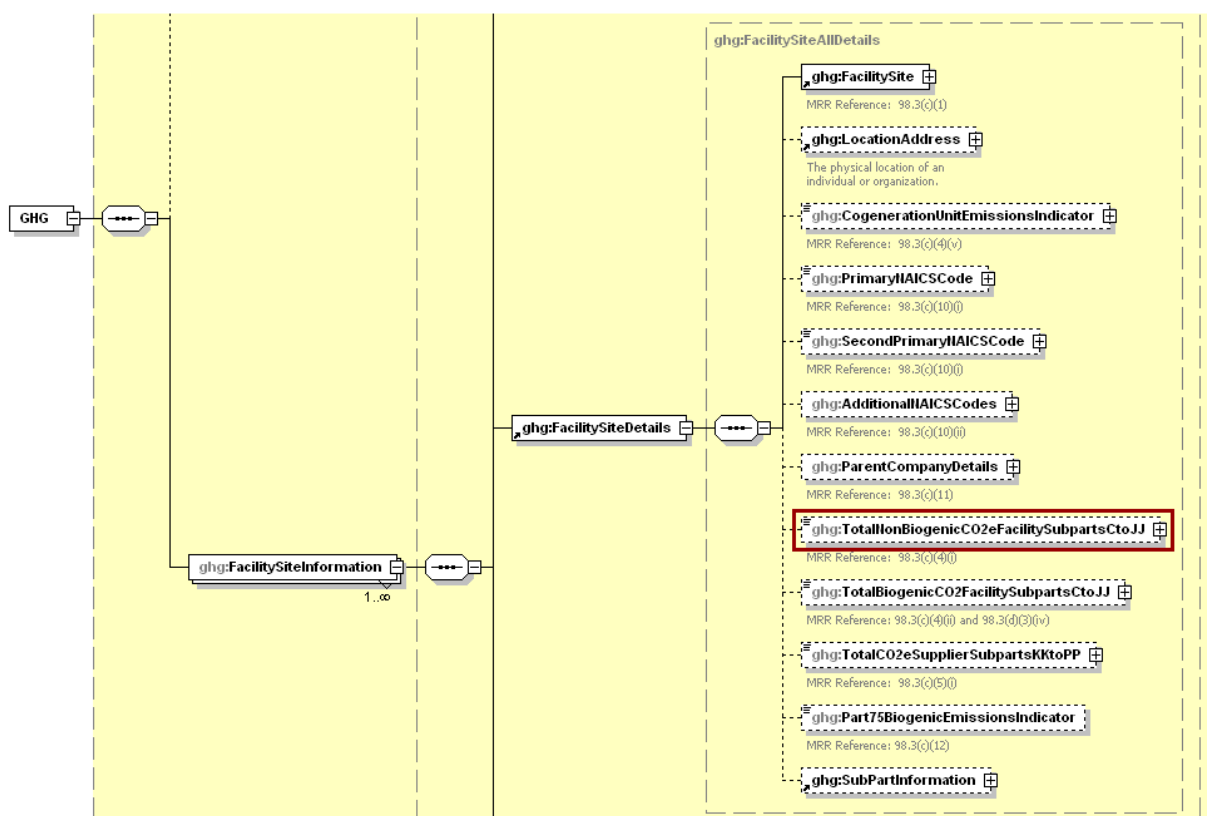 ghg:FacilitySiteAllDetails
ghg:FacilitySite
MRR Reference: 98.3(c)(1)
ghg:LocationAddress
The physical location of an
individual or organization.
GHG
ghg:CogenerationUnitEmissionsIndicator
MRR Reference: 98.3(c)(4)(v)
ghg:PrimaryNAICSCode
MRR Reference: 98.3(c)(10)(i)
ghg:SecondPrimaryNAICSCode
MRR Reference: 98.3(c)(10)(i)
ghg:AdditionalNAICSCodes
MRR Reference: 98.3(c)(10)(ii)
ghg:FacilitySiteDetails
ghg:ParentCompanyDetails
MRR Reference: 98.3(c)(11)
ghg:TotalNonBiogenicCO2eFacilitySubpartsCtoJJ
MRR Reference: 98.3(c)(4)(i)
ghg:FacilitySiteInformation
1..∞
ghg:TotalBiogenicCO2FacilitySubpartsCtoJJ
MRR Reference: 98.3(c)(4)(ii) and 98.3(d)(3)(iv)
ghg:TotalCO2eSupplierSubpartsKKtoPP
MRR Reference: 98.3(c)(5)(i)
ghg:Part75BiogenicEmissionsIndicator
MRR Reference: 98.3(c)(12)
ghg:SubPartInformation